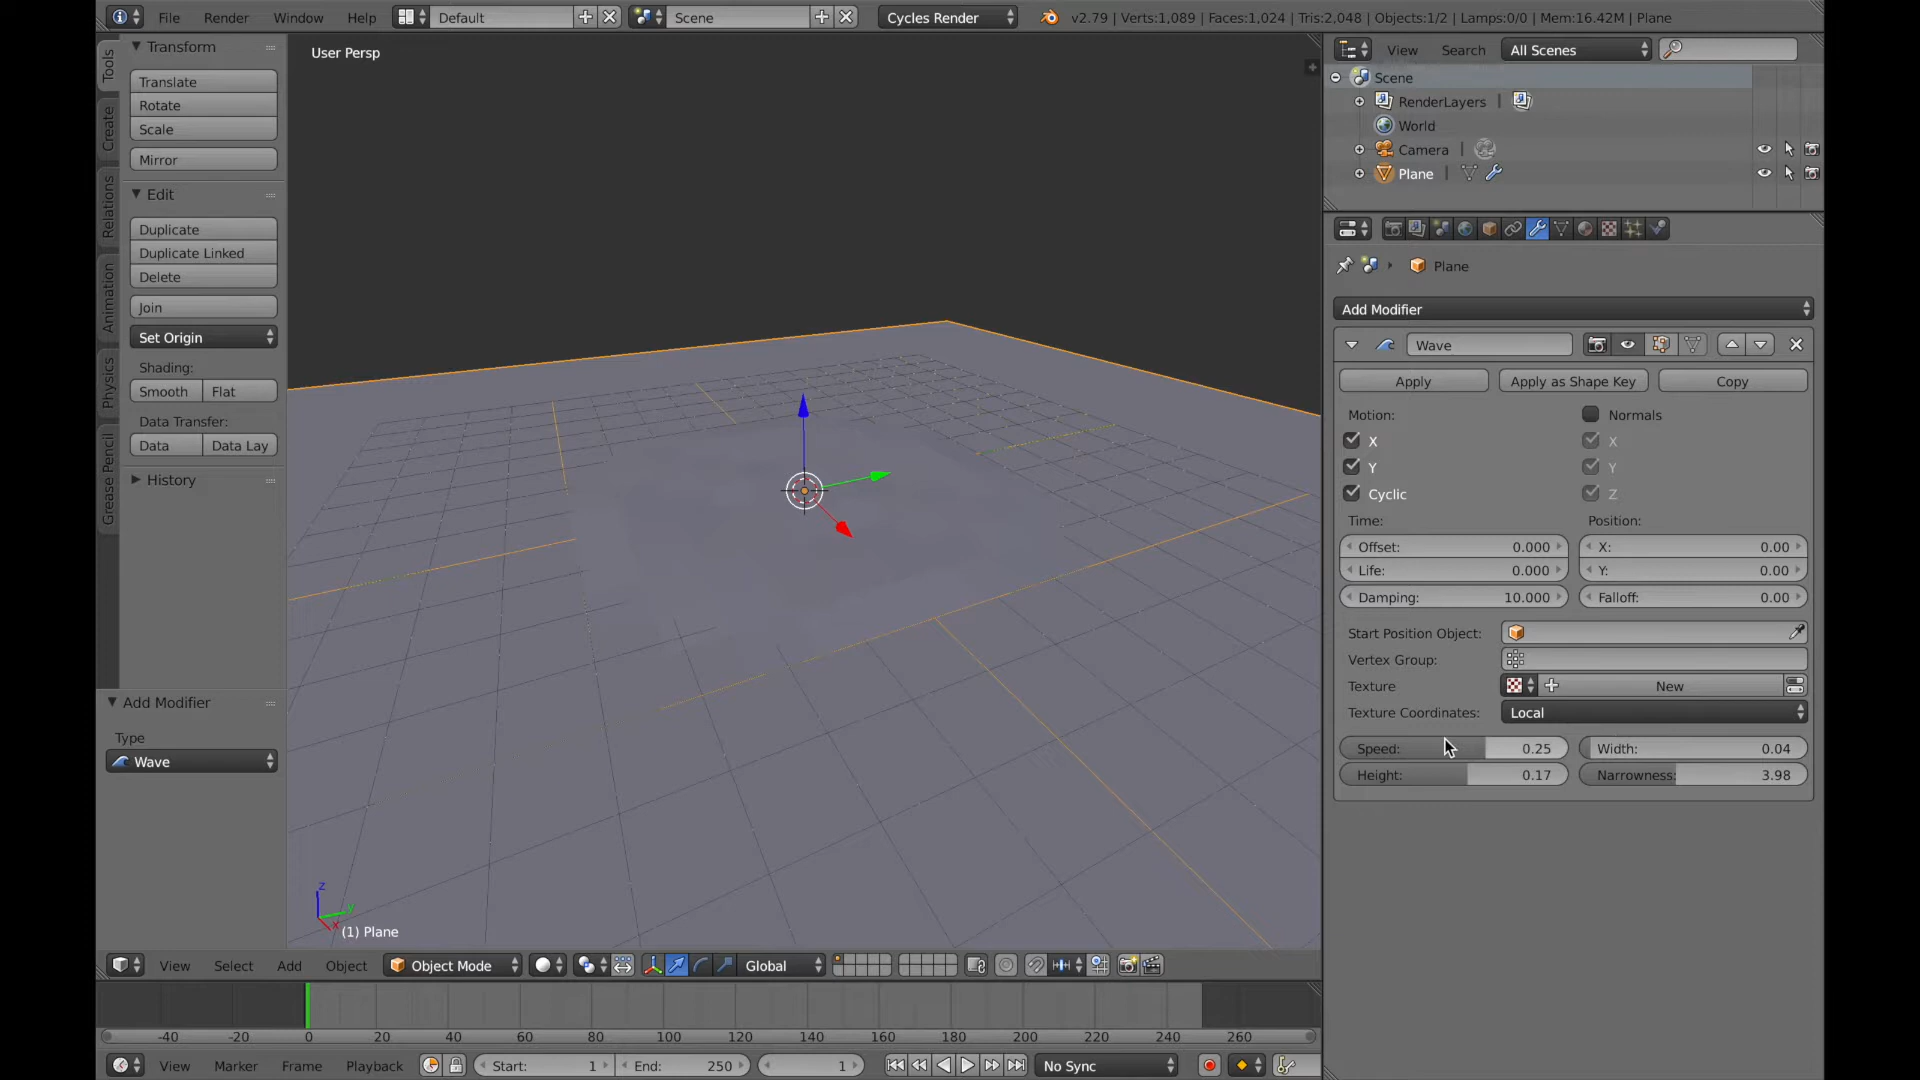 File Render Window Help Default Scene Cycles Render v2.79 | Verts:1,089 | Faces:1,024 | Tris:2,048 | Objects:1/2 | Lamps:0/0 | Mem:16.42M | Plane
Tools
Create
Relations
Animation
Physics
Grease Pencil
Transform
Translate
Rotate
Scale
Mirror
Edit
Duplicate
Duplicate Linked
Delete
Join
Set Origin
Shading:
Smooth Flat
Data Transfer:
Data Data Lay
History
Add Modifier
Type
Wave
User Persp
z
y
x
(1) Plane
View Select Add Object Object Mode Global
-40 -20 0 20 40 60 80 100 120 140 160 180 200 220 240 260
View Marker Frame Playback Start: 1 End: 250 1 No Sync
View Search All Scenes
Scene
RenderLayers |
World
Camera |
Plane |
Plane
Add Modifier
Wave
Apply Apply as Shape Key Copy
Motion: Normals
X X
Y Y
Cyclic Z
Time: Position:
Offset: 0.000 X: 0.00
Life: 0.000 Y: 0.00
Damping: 10.000 Falloff: 0.00
Start Position Object:
Vertex Group:
Texture New
Texture Coordinates: Local
Speed: 0.25 Width: 0.04
Height: 0.17 Narrowness: 3.98